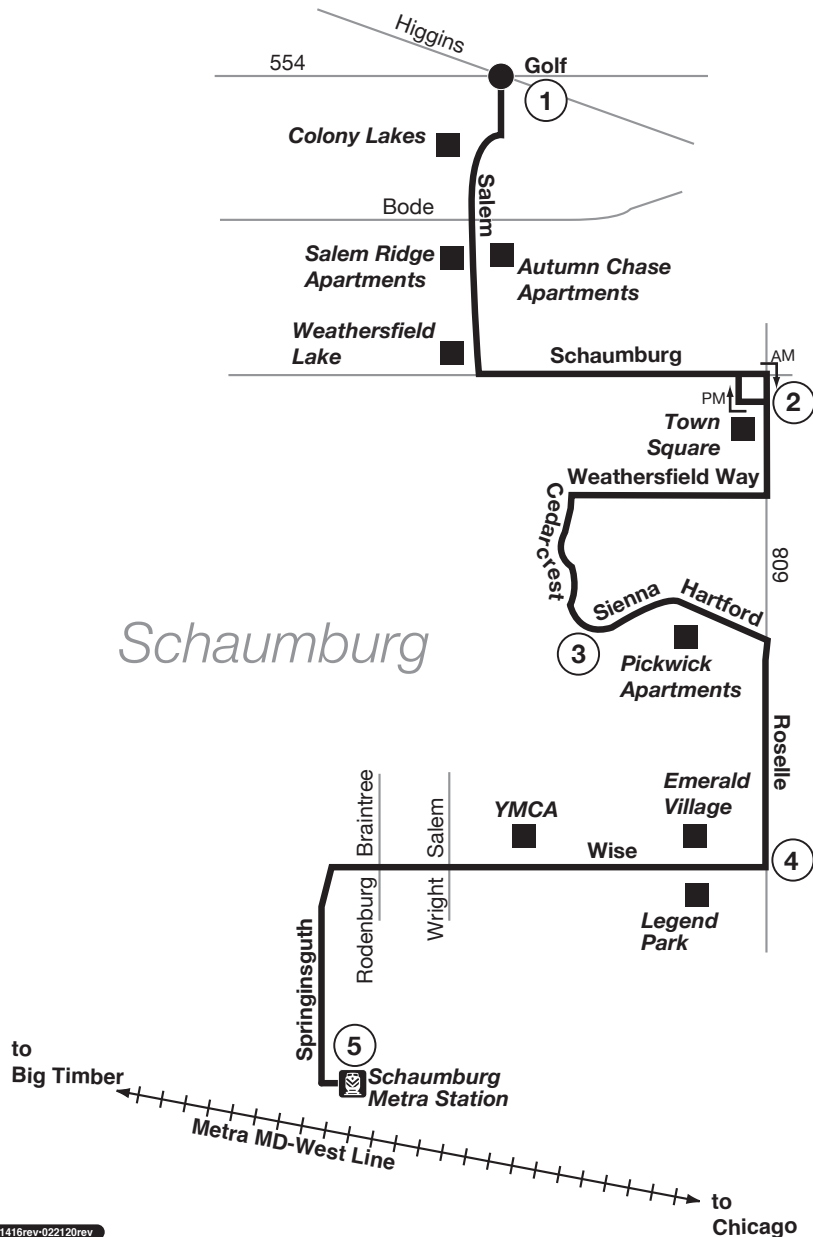 Higgins
554
Golf
1
Colony Lakes
Salem
Bode
Salem Ridge
Apartments
Autumn Chase
Apartments
Weathersfield
Lake
Schaumburg
AM
PM
2
Town
Square
Weathersfield Way
Cedarcrest
809
Sienna
Hartford
3
Pickwick
Apartments
Schaumburg
Roselle
Braintree
Salem
YMCA
Emerald
Village
Wise
4
Rodenburg
Wright
Legend
Park
Springinsguth
5
Schaumburg
Metra Station
to
Big Timber
Metra MD-West Line
to
Chicago
1416rev·022120rev